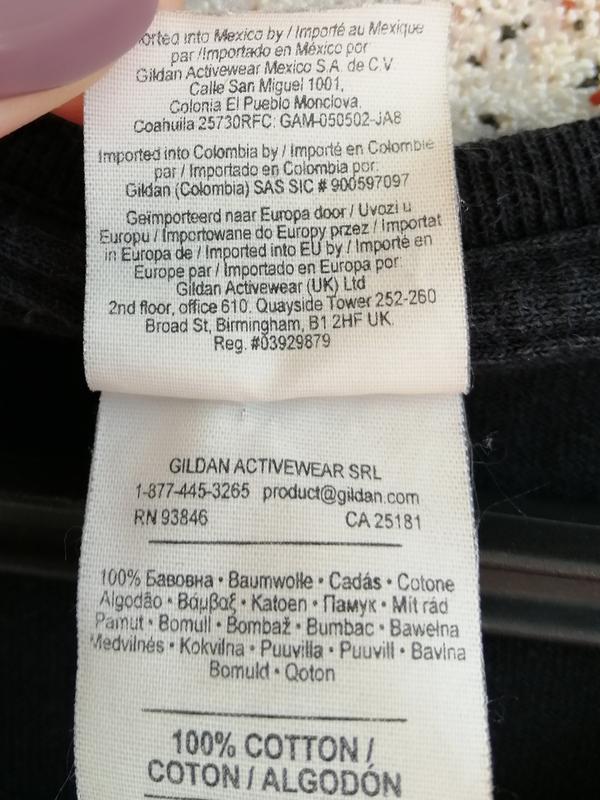 orted into Mexico by / Importé au Mexique
par /Importado en México por
Gildan Activewear Mexico S.A. de C.V
Calle San Miguel 1001,
Colonia El Pueblo Monclova.
Coahuila 25730RFC: GAM-050502-JA8
Imported into Colombia by / Importé en Colombie
par / Importado en Colombia por:
Gildan (Colombia) SAS SIC # 900597097
Geïmporteerd naar Europa door / Uvozi u
Europu / Importowane do Europy przez / Importat
in Europa de / Imported into EU by / Importé en
Europe par / Importado en Europa por:
Gildan Activewear (UK) Ltd
2nd floor, office 610. Quayside Tower 252-260
Broad St, Birmingham, B1 2HF UK.
Reg. #03929879
GILDAN ACTIVEWEAR SRL
1-877-445-3265 product@gildan.com
RN 93846 CA 25181
100% Бавовна • Baumwolle • Cadás • Cotone
Algodão • Βάμβαξ • Katoen • Памук • Mit rád
Pamut • Bomull • Bombaž • Bumbac • Bawełna
Medvilnės • Kokvilna • Puuvilla • Puuvill • Bavlna
Bomuld • Qoton
100% COTTON /
COTON / ALGODÓN